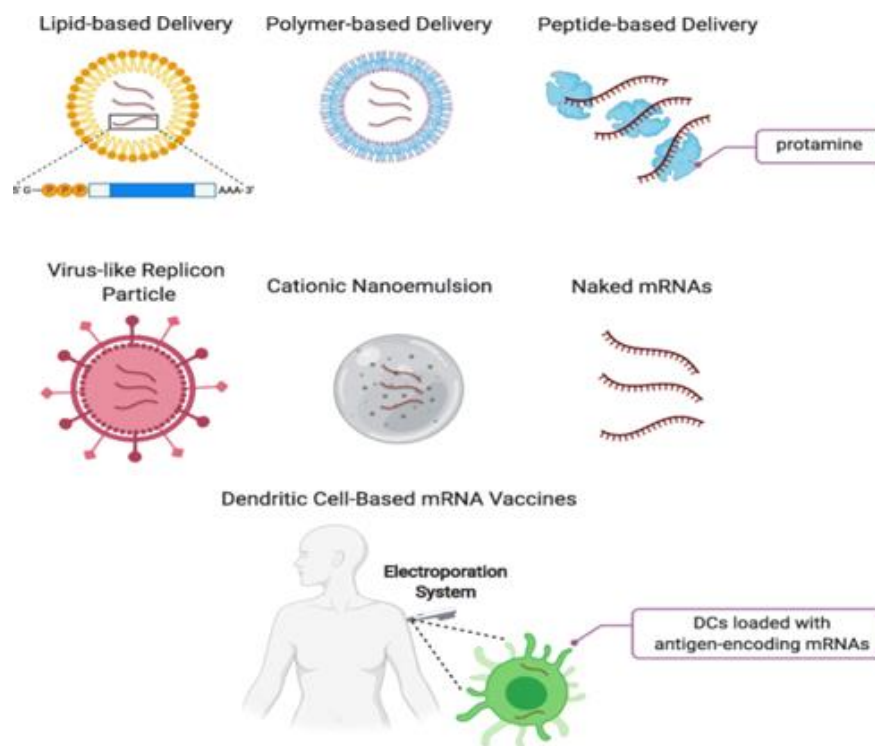 Lipid-based Delivery
Polymer-based Delivery
Peptide-based Delivery
protamine
5' G P P P AAA-3'
Virus-like Replicon
Particle
Cationic Nanoemulsion
Naked mRNAs
Dendritic Cell-Based mRNA Vaccines
Electroporation
System
DCs loaded with
antigen-encoding mRNAs